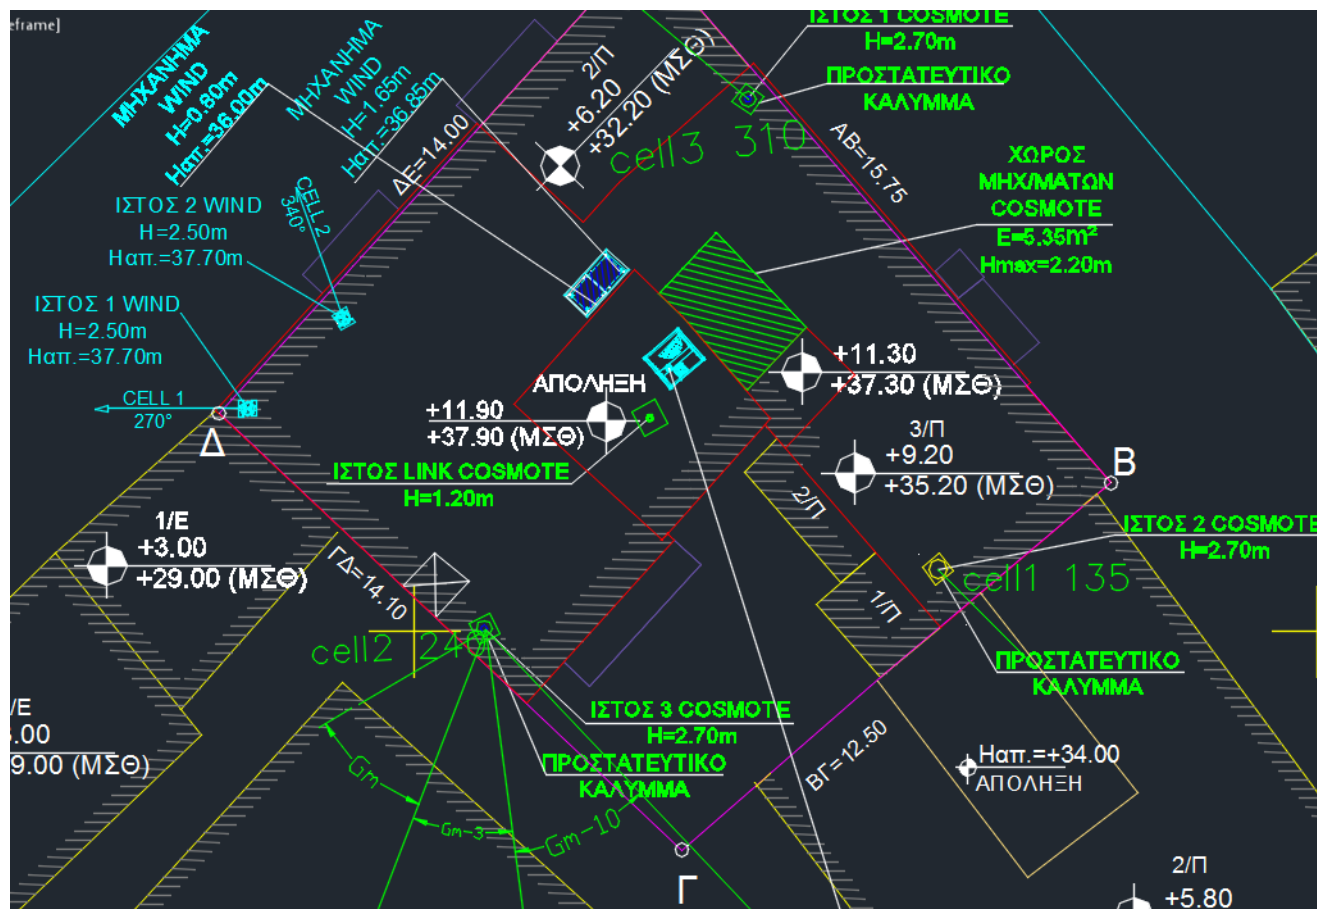 eframe]
ΜΗΧΑΝΗΜΑ
WIND
H=0.80m
Hαπ.=36.00m
ΜΗΧΑΝΗΜΑ
WIND
H=1.65m
Hαπ.=36.85m
ΔΕ=14.00
2/Π
+6.20
+32.20 (ΜΣΘ)
ΙΣΤΟΣ 1 COSMOTE
H=2.70m
ΠΡΟΣΤΑΤΕΥΤΙΚΟ
ΚΑΛΥΜΜΑ
cell3 310
ΑΒ=15.75
ΧΩΡΟΣ
ΜΗΧ/ΜΑΤΩΝ
COSMOTE
E=5.35m²
Hmax=2.20m
CELL 2
340°
ΙΣΤΟΣ 2 WIND
H=2.50m
Hαπ.=37.70m
ΙΣΤΟΣ 1 WIND
H=2.50m
Hαπ.=37.70m
CELL 1
270°
Δ
ΑΠΟΛΗΞΗ
+11.90
+37.90 (ΜΣΘ)
+11.30
+37.30 (ΜΣΘ)
3/Π
+9.20
+35.20 (ΜΣΘ)
Β
ΙΣΤΟΣ LINK COSMOTE
H=1.20m
2/Π
1/Π
ΙΣΤΟΣ 2 COSMOTE
H=2.70m
cell1 135
ΠΡΟΣΤΑΤΕΥΤΙΚΟ
ΚΑΛΥΜΜΑ
1/Ε
+3.00
+29.00 (ΜΣΘ)
ΓΔ=14.10
cell2 240
ΙΣΤΟΣ 3 COSMOTE
H=2.70m
ΠΡΟΣΤΑΤΕΥΤΙΚΟ
ΚΑΛΥΜΜΑ
/Ε
.00
9.00 (ΜΣΘ)
Gm
Gm-3
Gm-10
ΒΓ=12.50
Hαπ.=+34.00
ΑΠΟΛΗΞΗ
Γ
2/Π
+5.80